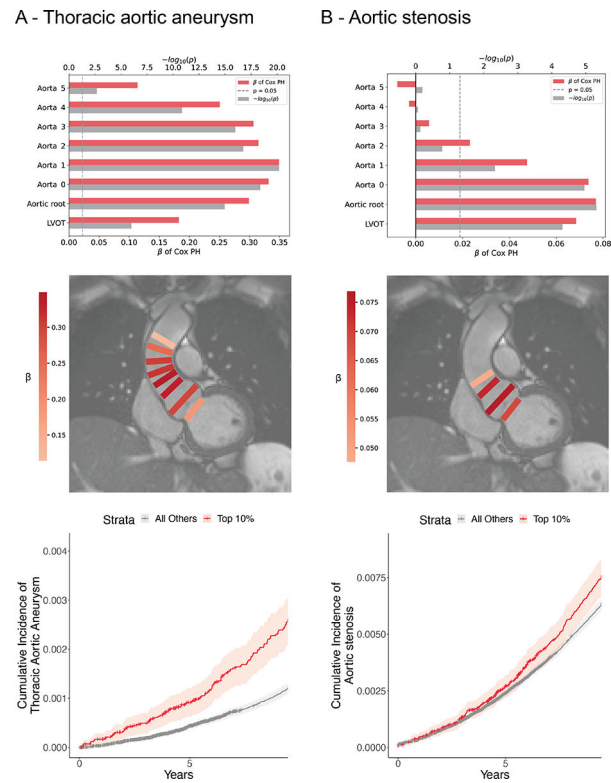 A - Thoracic aortic aneurysm
B - Aortic stenosis
−log₁₀(p)
0.0 2.5 5.0 7.5 10.0 12.5 15.0 17.5 20.0
Aorta 5
Aorta 4
Aorta 3
Aorta 2
Aorta 1
Aorta 0
Aortic root
LVOT
β of Cox PH
p = 0.05
−log₁₀(p)
0.00 0.05 0.10 0.15 0.20 0.25 0.30 0.35
β of Cox PH
−log₁₀(p)
0 1 2 3 4 5
Aorta 5
Aorta 4
Aorta 3
Aorta 2
Aorta 1
Aorta 0
Aortic root
LVOT
β of Cox PH
p = 0.05
−log₁₀(p)
0.00 0.02 0.04 0.06 0.08
β of Cox PH
β
0.30
0.25
0.20
0.15
β
0.075
0.070
0.065
0.060
0.055
0.050
Strata All Others Top 10%
Cumulative Incidence of
Thoracic Aortic Aneurysm
0.004
0.003
0.002
0.001
0.000
0 5
Years
Strata All Others Top 10%
Cumulative Incidence of
Aortic stenosis
0.0075
0.0050
0.0025
0.0000
0 5
Years